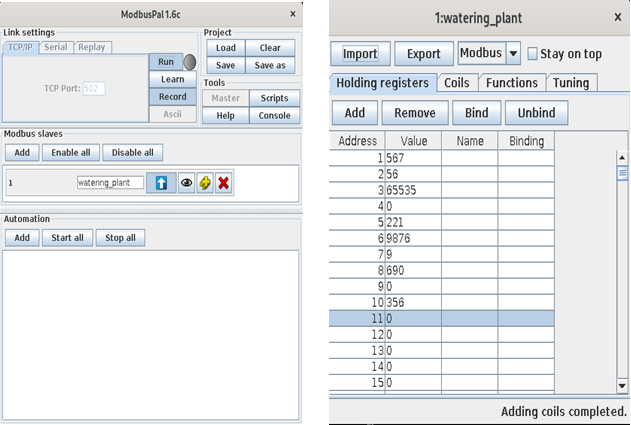 ModbusPal 1.6c x
Link settings
TCP/IP Serial Replay
TCP Port: 502
Run
Learn
Record
Ascii
Project
Load Clear
Save Save as
Tools
Master Scripts
Help Console
Modbus slaves
Add Enable all Disable all
1 watering_plant
Automation
Add Start all Stop all
1:watering_plant x
Import Export Modbus Stay on top
Holding registers Coils Functions Tuning
Add Remove Bind Unbind
Address Value Name Binding
1 567
2 56
3 65535
4 0
5 221
6 9876
7 9
8 690
9 0
10 356
11 0
12 0
13 0
14 0
15 0
Adding coils completed.